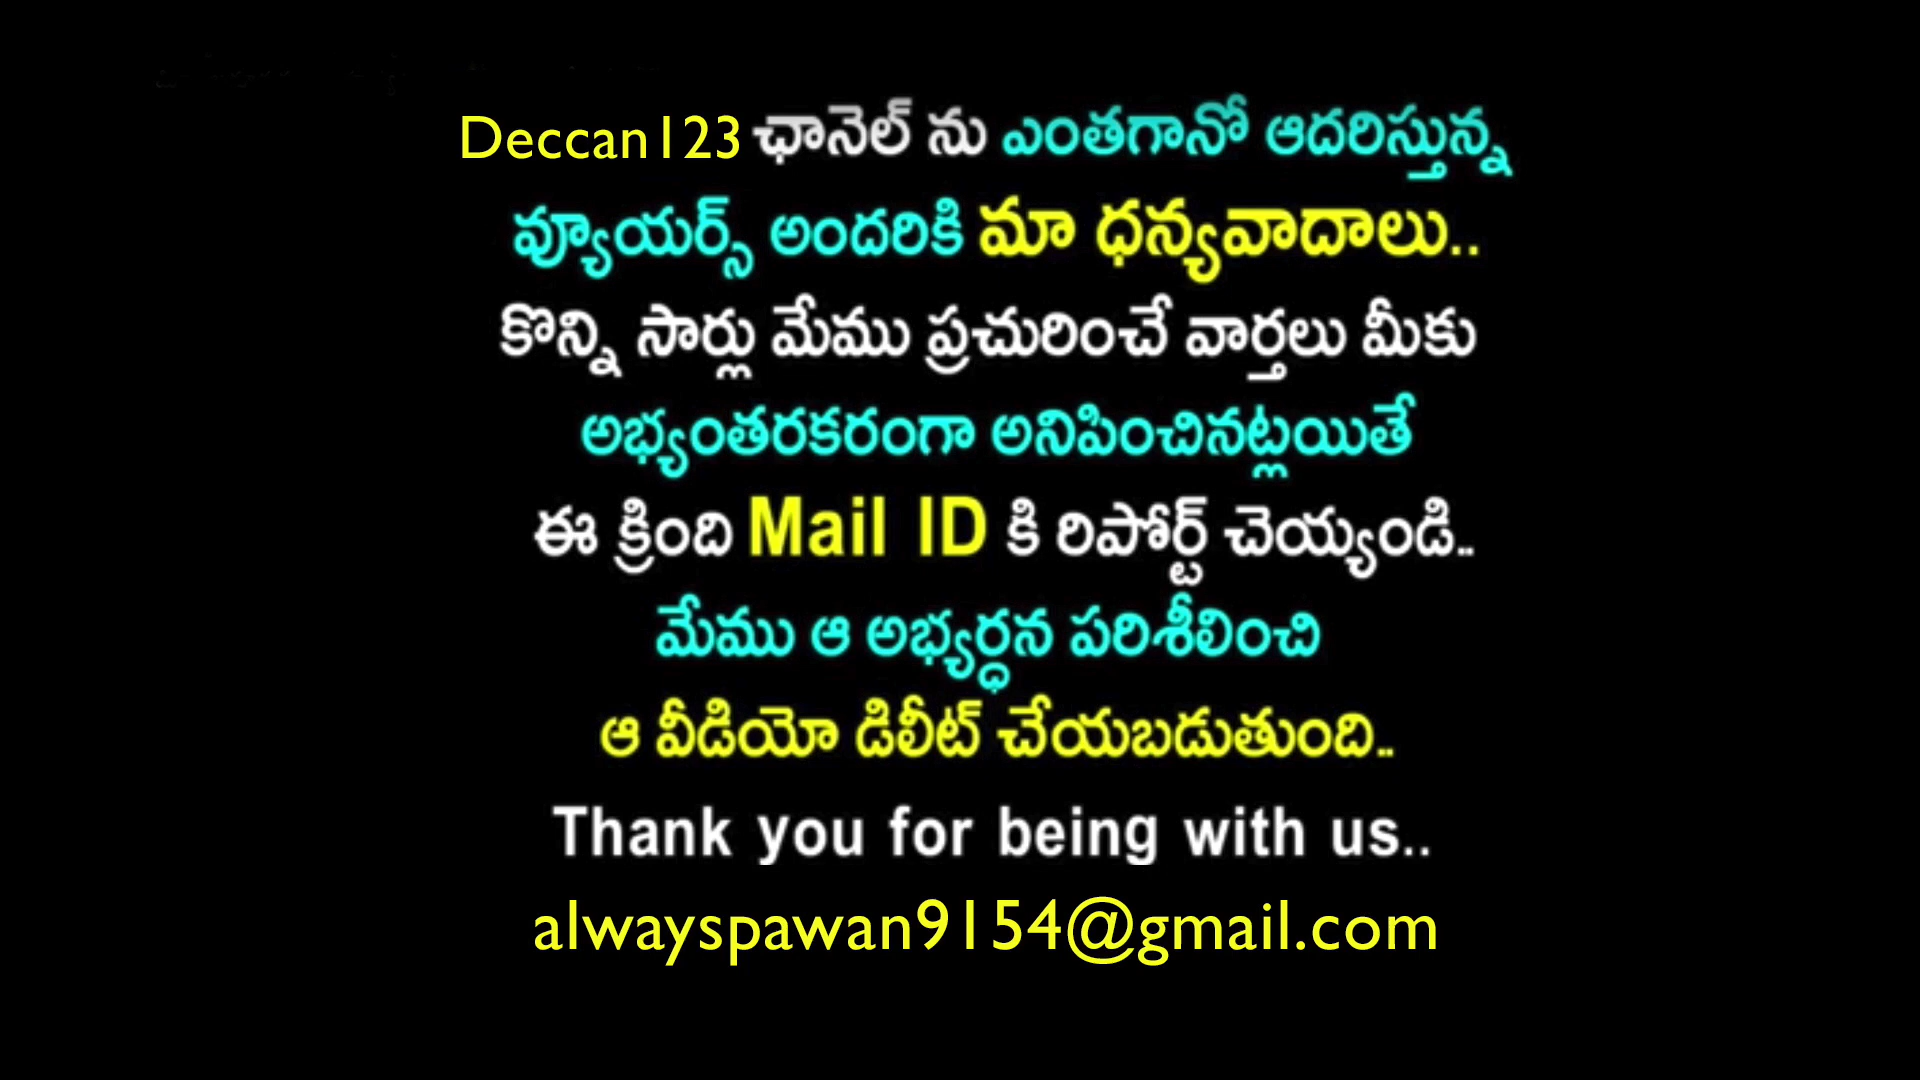 Deccan123 ఛానెల్ ను ఎంతగానో ఆదరిస్తున్న
వ్యూయర్స్ అందరికి మా ధన్యవాదాలు..
కొన్ని సార్లు మేము ప్రచురించే వార్తలు మీకు
అభ్యంతరకరంగా అనిపించినట్లయితే
ఈ క్రింది Mail ID కి రిపోర్ట్ చెయ్యండి..
మేము ఆ అభ్యర్ధన పరిశీలించి
ఆ వీడియో డిలీట్ చేయబడుతుంది..
Thank you for being with us..
alwayspawan9154@gmail.com